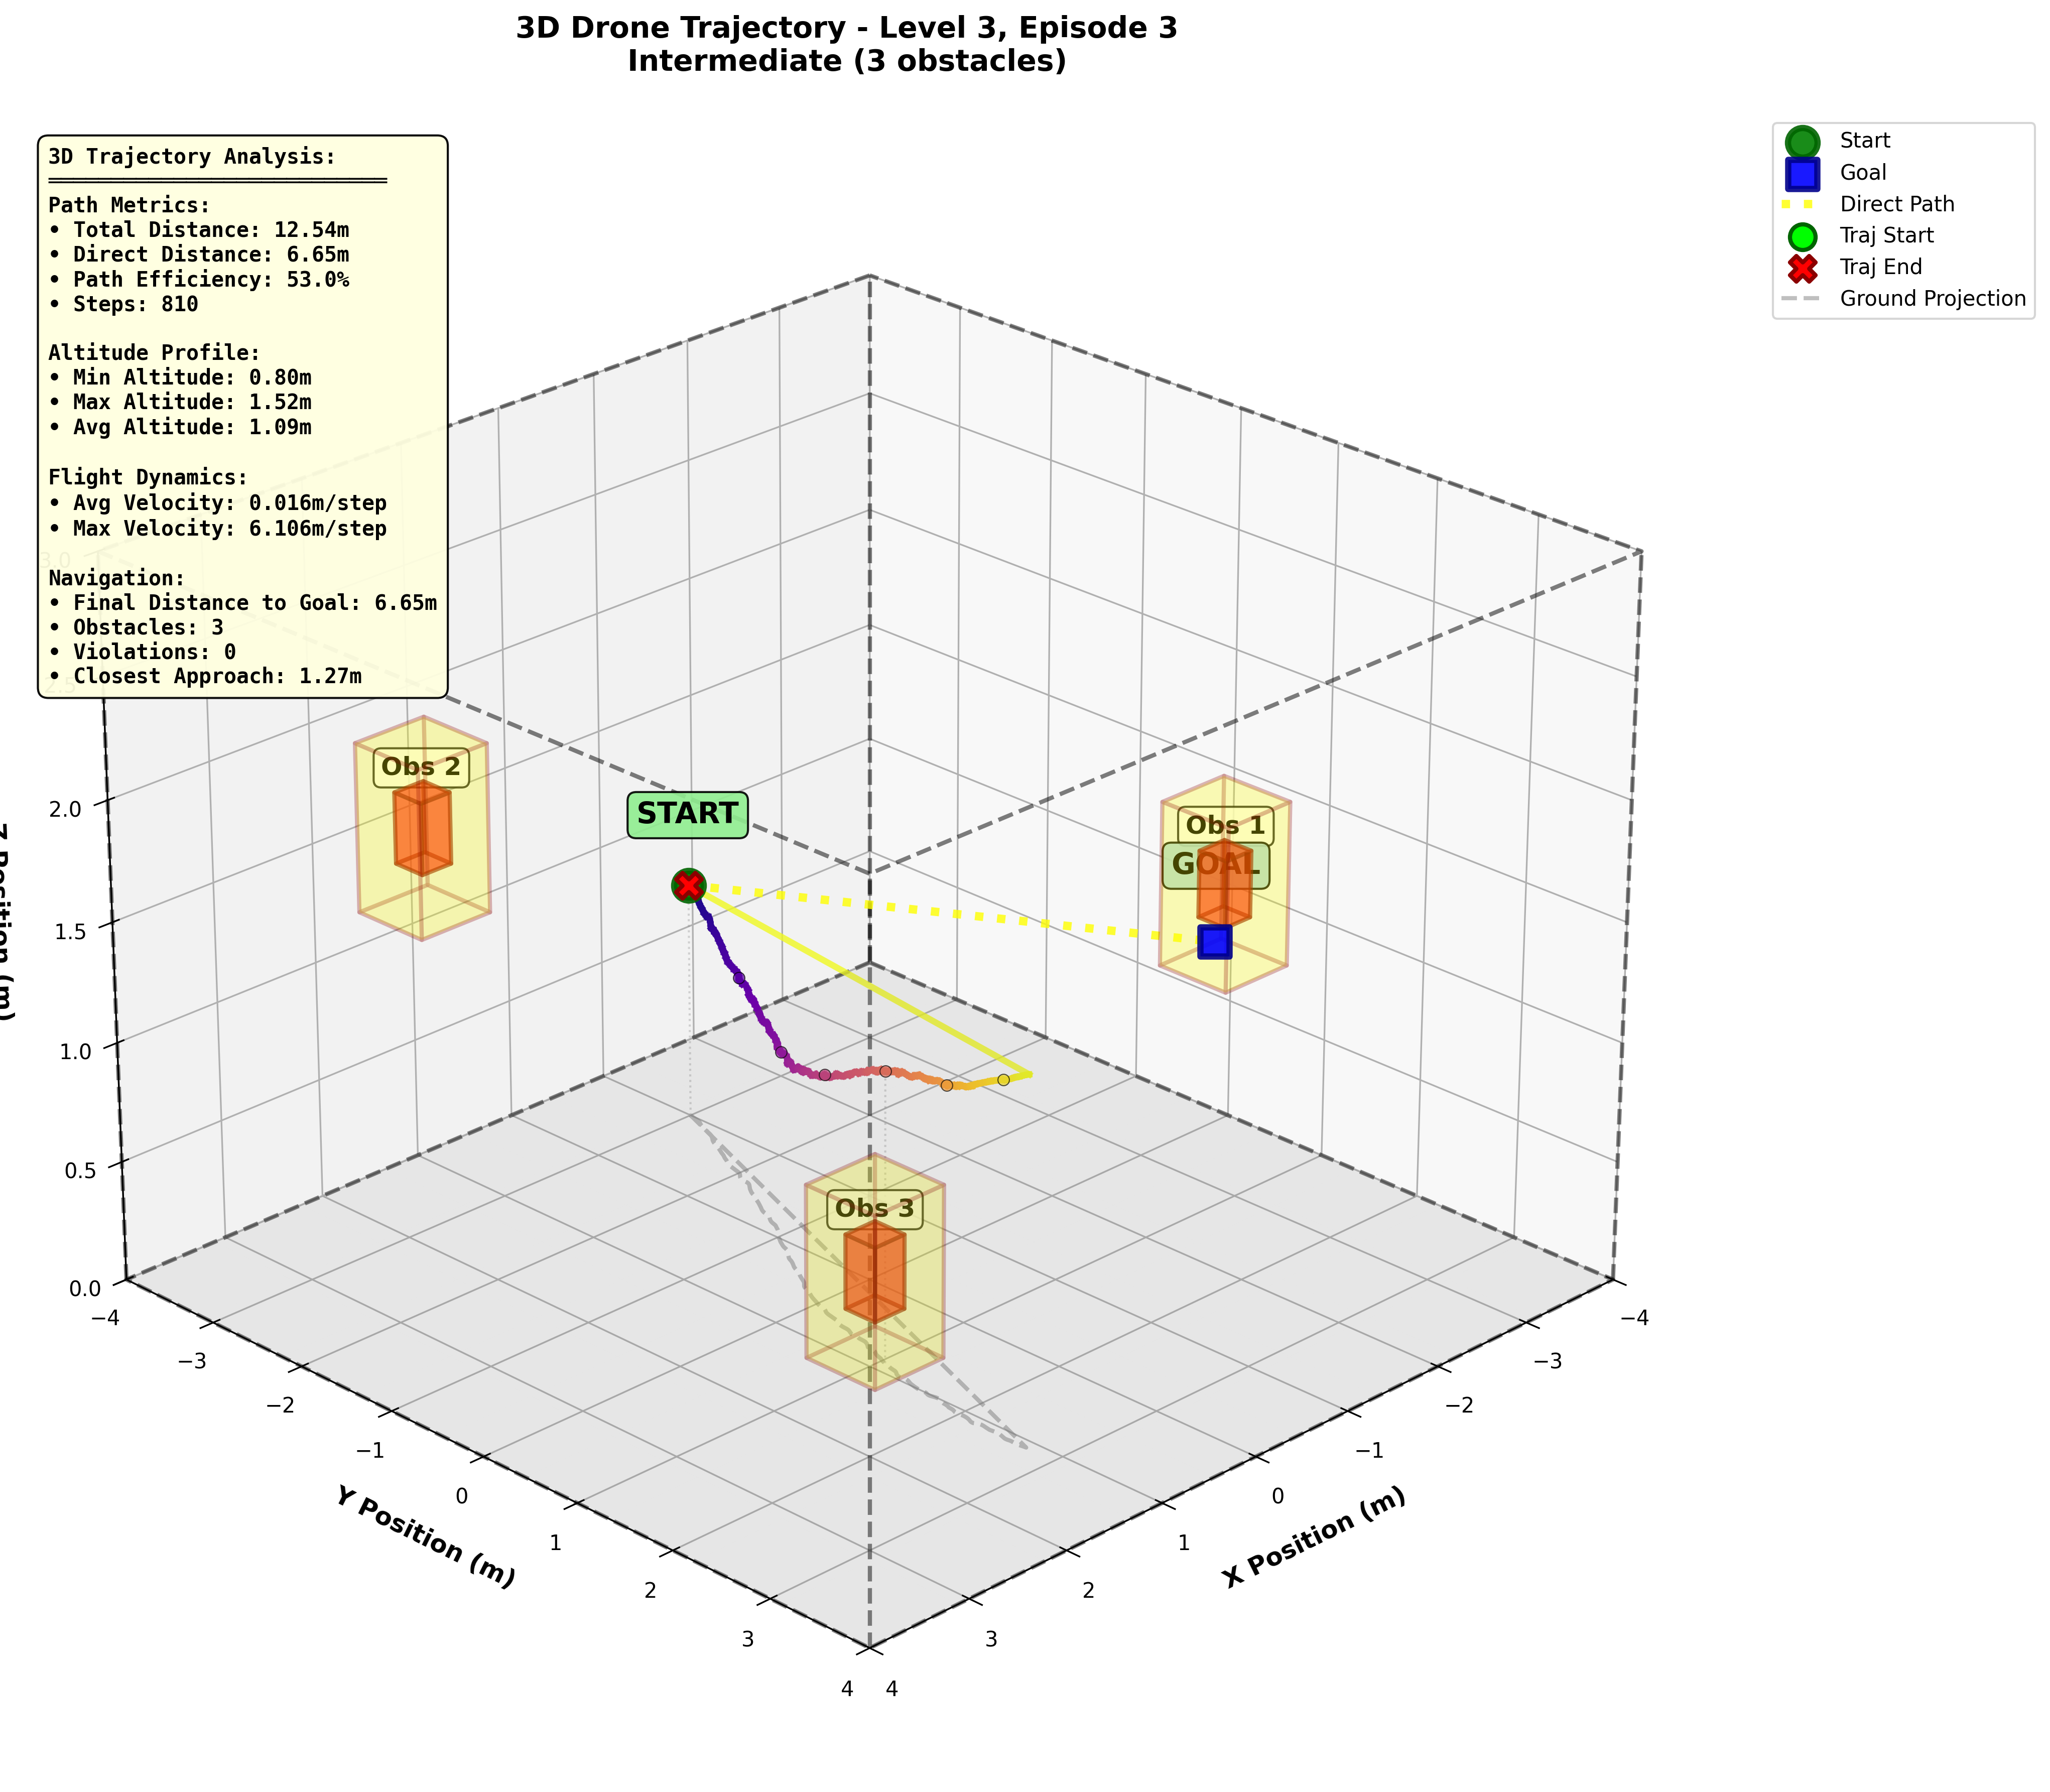 3D Drone Trajectory - Level 3, Episode 3
Intermediate (3 obstacles)
3D Trajectory Analysis:
Path Metrics:
• Total Distance: 12.54m
• Direct Distance: 6.65m
• Path Efficiency: 53.0%
• Steps: 810
Altitude Profile:
• Min Altitude: 0.80m
• Max Altitude: 1.52m
• Avg Altitude: 1.09m
Flight Dynamics:
• Avg Velocity: 0.016m/step
• Max Velocity: 6.106m/step
Navigation:
• Final Distance to Goal: 6.65m
• Obstacles: 3
• Violations: 0
• Closest Approach: 1.27m
Start
Goal
Direct Path
Traj Start
Traj End
Ground Projection
Obs 2
START
Obs 1
GOAL
Obs 3
3.0
2.5
2.0
1.5
1.0
0.5
0.0
Z Position (m)
−4
−3
−2
−1
0
1
2
3
4
Y Position (m)
4
3
2
1
0
−1
−2
−3
−4
X Position (m)